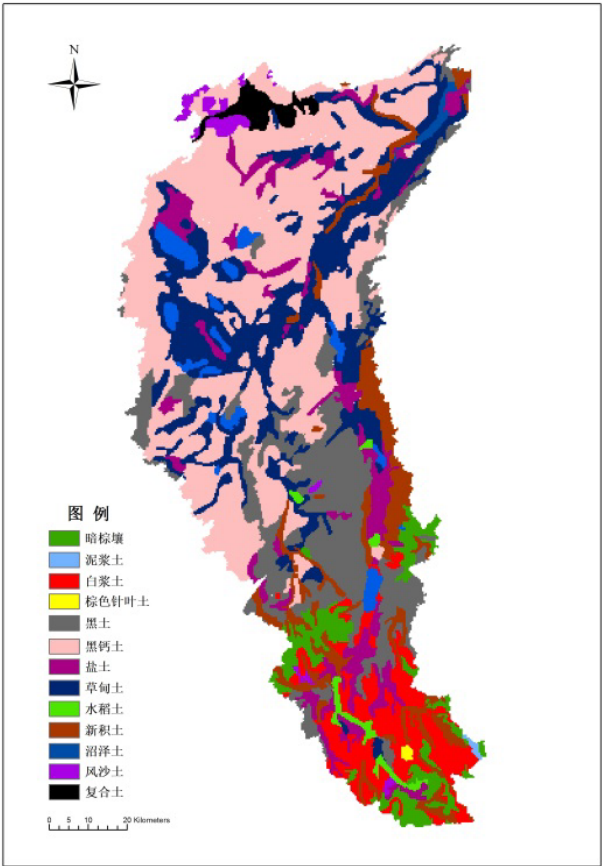 N
图 例
暗棕壤
泥浆土
白浆土
棕色针叶土
黑土
黑钙土
盐土
草甸土
水稻土
新积土
沼泽土
风沙土
复合土
0 5 10 20 Kilometers